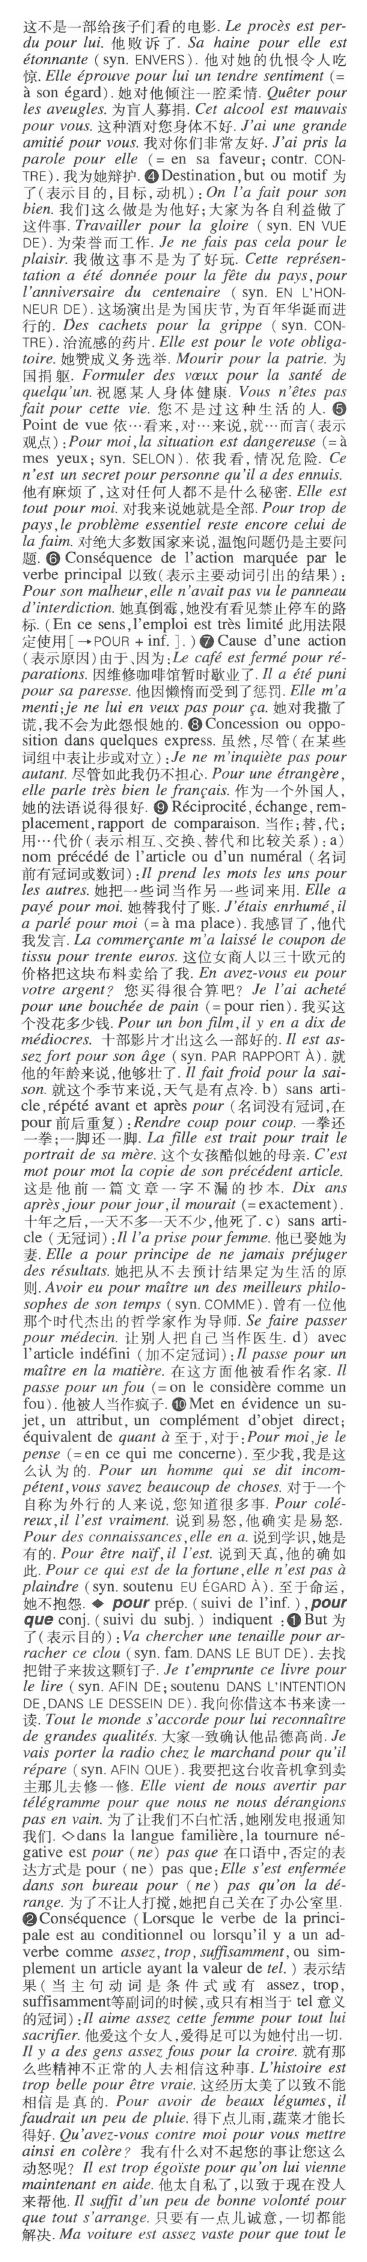 这不是一部给孩子们看的电影. Le procès est per-
du pour lui. 他败诉了. Sa haine pour elle est
étonnante (syn. ENVERS). 他对她的仇恨令人吃
惊. Elle éprouve pour lui un tendre sentiment (=
à son égard). 她对他倾注一腔柔情. Quêter pour
les aveugles. 为盲人募捐. Cet alcool est mauvais
pour vous. 这种酒对您身体不好. J'ai une grande
amitié pour vous. 我对你们非常友好. J'ai pris la
parole pour elle (= en sa faveur; contr. CON-
TRE). 我为她辩护. ❹ Destination, but ou motif 为
了(表示目的,目标,动机): On l'a fait pour son
bien. 我们这么做是为他好;大家为各自利益做了
这件事. Travailler pour la gloire (syn. EN VUE
DE). 为荣誉而工作. Je ne fais pas cela pour le
plaisir. 我做这事不是为了好玩. Cette représen-
tation a été donnée pour la fête du pays, pour
l'anniversaire du centenaire (syn. EN L'HON-
NEUR DE). 这场演出是为国庆节,为百年华诞而进
行的. Des cachets pour la grippe (syn. CON-
TRE). 治流感的药片. Elle est pour le vote obliga-
toire. 她赞成义务选举. Mourir pour la patrie. 为
国捐躯. Formuler des vœux pour la santé de
quelqu'un. 祝愿某人身体健康. Vous n'êtes pas
fait pour cette vie. 您不是过这种生活的人. ❺
Point de vue 依…看来,对…来说,就…而言(表示
观点): Pour moi, la situation est dangereuse (= à
mes yeux; syn. SELON). 依我看,情况危险. Ce
n'est un secret pour personne qu'il a des ennuis.
他有麻烦了,这对任何人都不是什么秘密. Elle est
tout pour moi. 对我来说她就是全部. Pour trop de
pays, le problème essentiel reste encore celui de
la faim. 对绝大多数国家来说,温饱问题仍是主要问
题. ❻ Conséquence de l'action marquée par le
verbe principal 以致(表示主要动词引出的结果):
Pour son malheur, elle n'avait pas vu le panneau
d'interdiction. 她真倒霉,她没有看见禁止停车的路
标. (En ce sens, l'emploi est très limité 此用法限
定使用[→POUR + inf. ].) ❼ Cause d'une action
(表示原因)由于、因为: Le café est fermé pour ré-
parations. 因维修咖啡馆暂时歇业了. Il a été puni
pour sa paresse. 他因懒惰而受到了惩罚. Elle m'a
menti; je ne lui en veux pas pour ça. 她对我撒了
谎,我不会为此怨恨她的. ❽ Concession ou oppo-
sition dans quelques express. 虽然,尽管(在某些
词组中表让步或对立): Je ne m'inquiète pas pour
autant. 尽管如此我仍不担心. Pour une étrangère,
elle parle très bien le français. 作为一个外国人,
她的法语说得很好. ❾ Réciprocité, échange, rem-
placement, rapport de comparaison. 当作;替,代;
用…代价(表示相互、交换、替代和比较关系): a)
nom précédé de l'article ou d'un numéral (名词
前有冠词或数词): Il prend les mots les uns pour
les autres. 她把一些词当作另一些词来用. Elle a
payé pour moi. 她替我付了账. J'étais enrhumé, il
a parlé pour moi (= à ma place). 我感冒了,他代
我发言. La commerçante m'a laissé le coupon de
tissu pour trente euros. 这位女商人以三十欧元的
价格把这块布料卖给了我. En avez-vous eu pour
votre argent? 您买得很合算吧? Je l'ai acheté
pour une bouchée de pain (= pour rien). 我买这
个没花多少钱. Pour un bon film, il y en a dix de
médiocres. 十部影片才出这么一部好的. Il est as-
sez fort pour son âge (syn. PAR RAPPORT À). 就
他的年龄来说,他够壮了. Il fait froid pour la sai-
son. 就这个季节来说,天气是有点冷. b) sans arti-
cle, répété avant et après pour (名词没有冠词,在
pour 前后重复): Rendre coup pour coup. 一拳还
一拳;一脚还一脚. La fille est trait pour trait le
portrait de sa mère. 这个女孩酷似她的母亲. C'est
mot pour mot la copie de son précédent article.
这是他前一篇文章一字不漏的抄本. Dix ans
après, jour pour jour, il mourait (= exactement).
十年之后,一天不多一天不少,他死了. c) sans arti-
cle (无冠词): Il l'a prise pour femme. 他已娶她为
妻. Elle a pour principe de ne jamais préjuger
des résultats. 她把从不去预计结果定为生活的原
则. Avoir eu pour maître un des meilleurs philo-
sophes de son temps (syn. COMME). 曾有一位他
那个时代杰出的哲学家作为导师. Se faire passer
pour médecin. 让别人把自己当作医生. d) avec
l'article indéfini (加不定冠词): Il passe pour un
maître en la matière. 在这方面他被看作名家. Il
passe pour un fou (= on le considère comme un
fou). 他被人当作疯子. ❿ Met en évidence un su-
jet, un attribut, un complément d'objet direct;
équivalent de quant à 至于,对于: Pour moi, je le
pense (= en ce qui me concerne). 至少我,我是这
么认为的. Pour un homme qui se dit incom-
pétent, vous savez beaucoup de choses. 对于一个
自称为外行的人来说,您知道很多事. Pour colé-
reux, il l'est vraiment. 说到易怒,他确实是易怒.
Pour des connaissances, elle en a. 说到学识,她是
有的. Pour être naïf, il l'est. 说到天真,他的确如
此. Pour ce qui est de la fortune, elle n'est pas à
plaindre (syn. soutenu EU ÉGARD À). 至于命运,
她不抱怨. ◆ pour prép. (suivi de l'inf.), pour
que conj. (suivi du subj.) indiquent : ❶ But 为
了(表示目的): Va chercher une tenaille pour ar-
racher ce clou (syn. fam. DANS LE BUT DE). 去找
把钳子来拔这颗钉子. Je t'emprunte ce livre pour
le lire (syn. AFIN DE; soutenu DANS L'INTENTION
DE, DANS LE DESSEIN DE). 我向你借这本书来读一
读. Tout le monde s'accorde pour lui reconnaître
de grandes qualités. 大家一致确认他品德高尚. Je
vais porter la radio chez le marchand pour qu'il
répare (syn. AFIN QUE). 我要把这台收音机拿到卖
主那儿去修一修. Elle vient de nous avertir par
télégramme pour que nous ne nous dérangions
pas en vain. 为了让我们不白忙活,她刚发电报通知
我们. ◇ dans la langue familière, la tournure né-
gative est pour (ne) pas que 在口语中,否定的表
达方式是 pour (ne) pas que: Elle s'est enfermée
dans son bureau pour (ne) pas qu'on la dé-
range. 为了不让人打搅,她把自己关在了办公室里.
❷ Conséquence (Lorsque le verbe de la princi-
pale est au conditionnel ou lorsqu'il y a un ad-
verbe comme assez, trop, suffisamment, ou sim-
plement un article ayant la valeur de tel.) 表示结
果(当主句动词是条件式或有 assez, trop,
suffisamment等副词的时候,或只有相当于 tel 意义
的冠词): Il aime assez cette femme pour tout lui
sacrifier. 他爱这个女人,爱得足可以为她付出一切.
Il y a des gens assez fous pour la croire. 就有那
么些精神不正常的人去相信这种事. L'histoire est
trop belle pour être vraie. 这经历太美了以致不能
相信是真的. Pour avoir de beaux légumes, il
faudrait un peu de pluie. 得下点儿雨,蔬菜才能长
得好. Qu'avez-vous contre moi pour vous mettre
ainsi en colère? 我有什么对不起您的事让您这么
动怒呢? Il est trop égoïste pour qu'on lui vienne
maintenant en aide. 他太自私了,以致于现在没人
来帮他. Il suffit d'un peu de bonne volonté pour
que tout s'arrange. 只要有一点儿诚意,一切都能
解决. Ma voiture est assez vaste pour que tout le